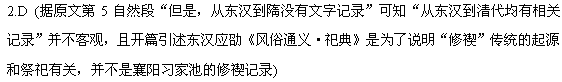 2.D (据原文第 5 自然段“但是，从东汉到隋没有文字记录”可知“从东汉到清代均有相关
记录”并不客观，且开篇引述东汉应劭《风俗通义·祀典》是为了说明“修禊”传统的起源
和祭祀有关，并不是襄阳习家池的修禊记录)